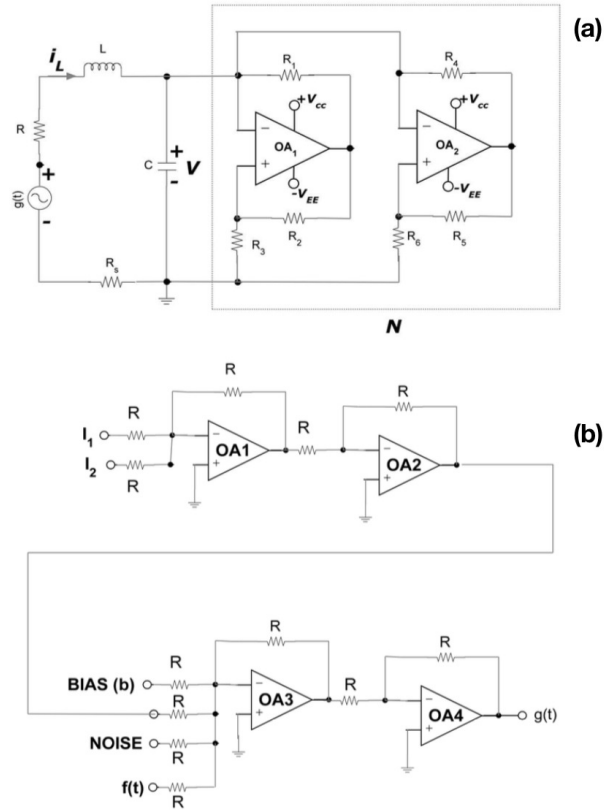 (a)
i_L L R_1 R_4
+V_cc +V_cc
R + OA_1 OA_2
C + V
g(t) - -V_EE -V_EE
R_3 R_2 R_6 R_5
R_s
N
R
R R R
I_1 OA1 OA2 (b)
I_2
R
R
R R
BIAS (b) R
R OA3 OA4 g(t)
NOISE
R
f(t)
R